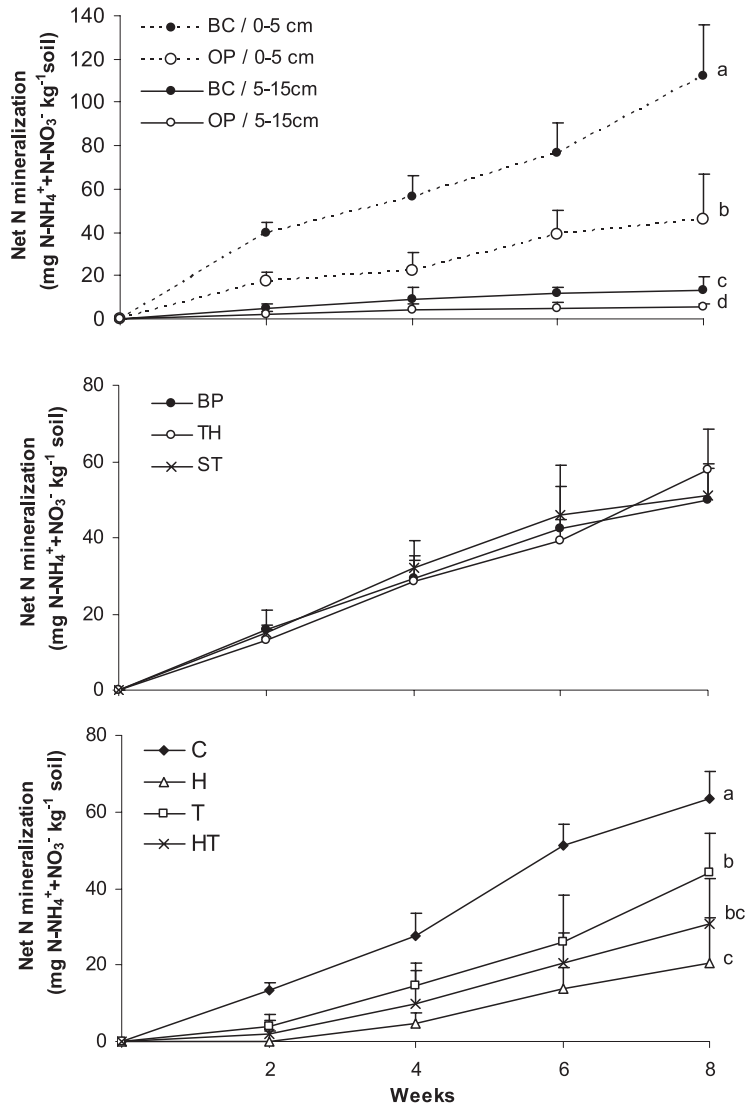 Net N mineralization
(mg N-NH₄⁺+N-NO₃⁻ kg⁻¹soil)
140
120
100
80
60
40
20
0
BC / 0-5 cm
OP / 0-5 cm
BC / 5-15cm
OP / 5-15cm
a
b
c
d
Net N mineralization
(mg N-NH₄⁺+NO₃⁻ kg⁻¹ soil)
80
60
40
20
0
BP
TH
ST
Net N mineralization
(mg N-NH₄⁺+NO₃⁻ kg⁻¹ soil)
80
60
40
20
0
C
H
T
HT
a
b
bc
c
2 4 6 8
Weeks